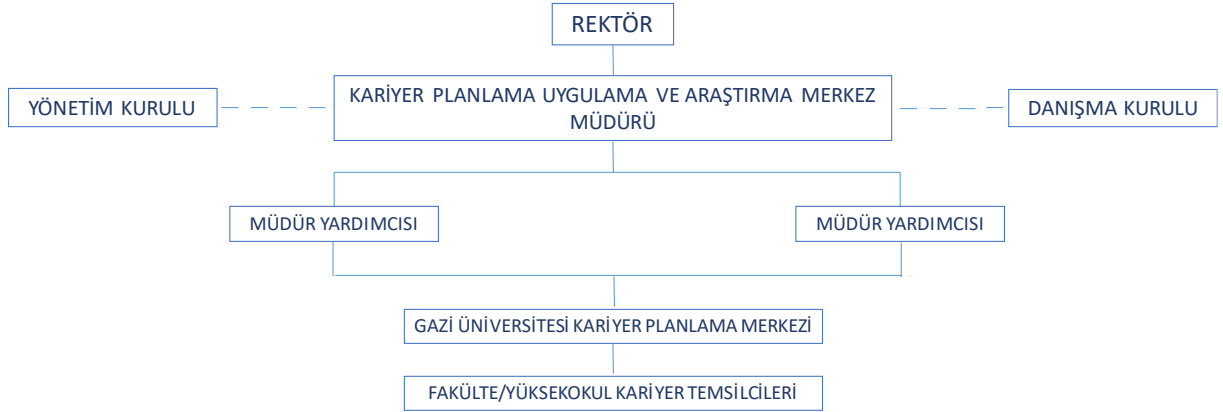 REKTÖR
YÖNETİM KURULU
KARİYER PLANLAMA UYGULAMA VE ARAŞTIRMA MERKEZ
MÜDÜRÜ
DANIŞMA KURULU
MÜDÜR YARDIMCISI
MÜDÜR YARDIMCISI
GAZİ ÜNİVERSİTESİ KARİYER PLANLAMA MERKEZİ
FAKÜLTE/YÜKSEKOKUL KARİYER TEMSİLCİLERİ